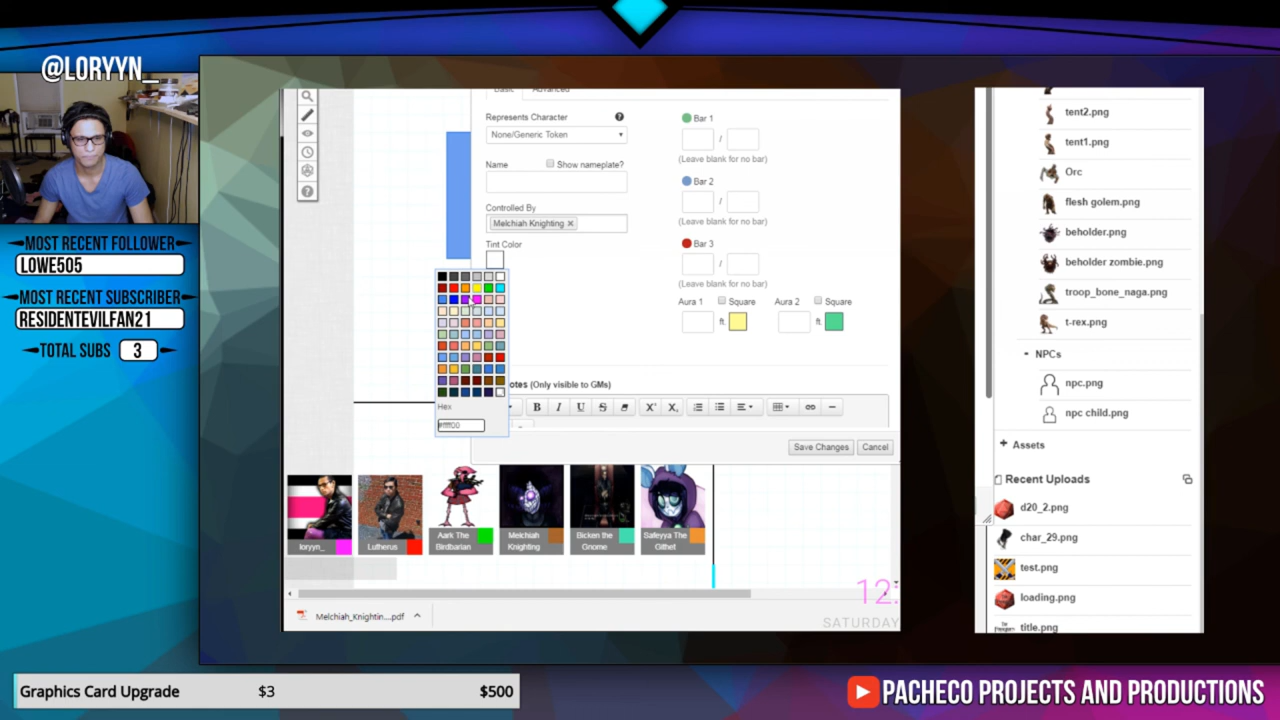 @LORYYN_
MOST RECENT FOLLOWER
LOWE505
MOST RECENT SUBSCRIBER
RESIDENTEVILFAN21
TOTAL SUBS 3
Basic Advanced
Represents Character
None/Generic Token
Name Show nameplate?
Controlled By
Melchiah Knighting ×
Tint Color
Hex
#ffff00
Bar 1
/
(Leave blank for no bar)
Bar 2
/
(Leave blank for no bar)
Bar 3
/
(Leave blank for no bar)
Aura 1 Square Aura 2 Square
ft. ft.
otes (Only visible to GMs)
B I U S
Save Changes Cancel
loryyn_
Lutherus
Aark The
Birdbarian
Melchiah
Knighting
Bicken the
Gnome
Safeyya The
Githet
Melchiah_Knightin....pdf
12:
SATURDAY
tent2.png
tent1.png
Orc
flesh golem.png
beholder.png
beholder zombie.png
troop_bone_naga.png
t-rex.png
NPCs
npc.png
npc child.png
+ Assets
Recent Uploads
d20_2.png
char_29.png
test.png
loading.png
title.png
Graphics Card Upgrade $3 $500
PACHECO PROJECTS AND PRODUCTIONS